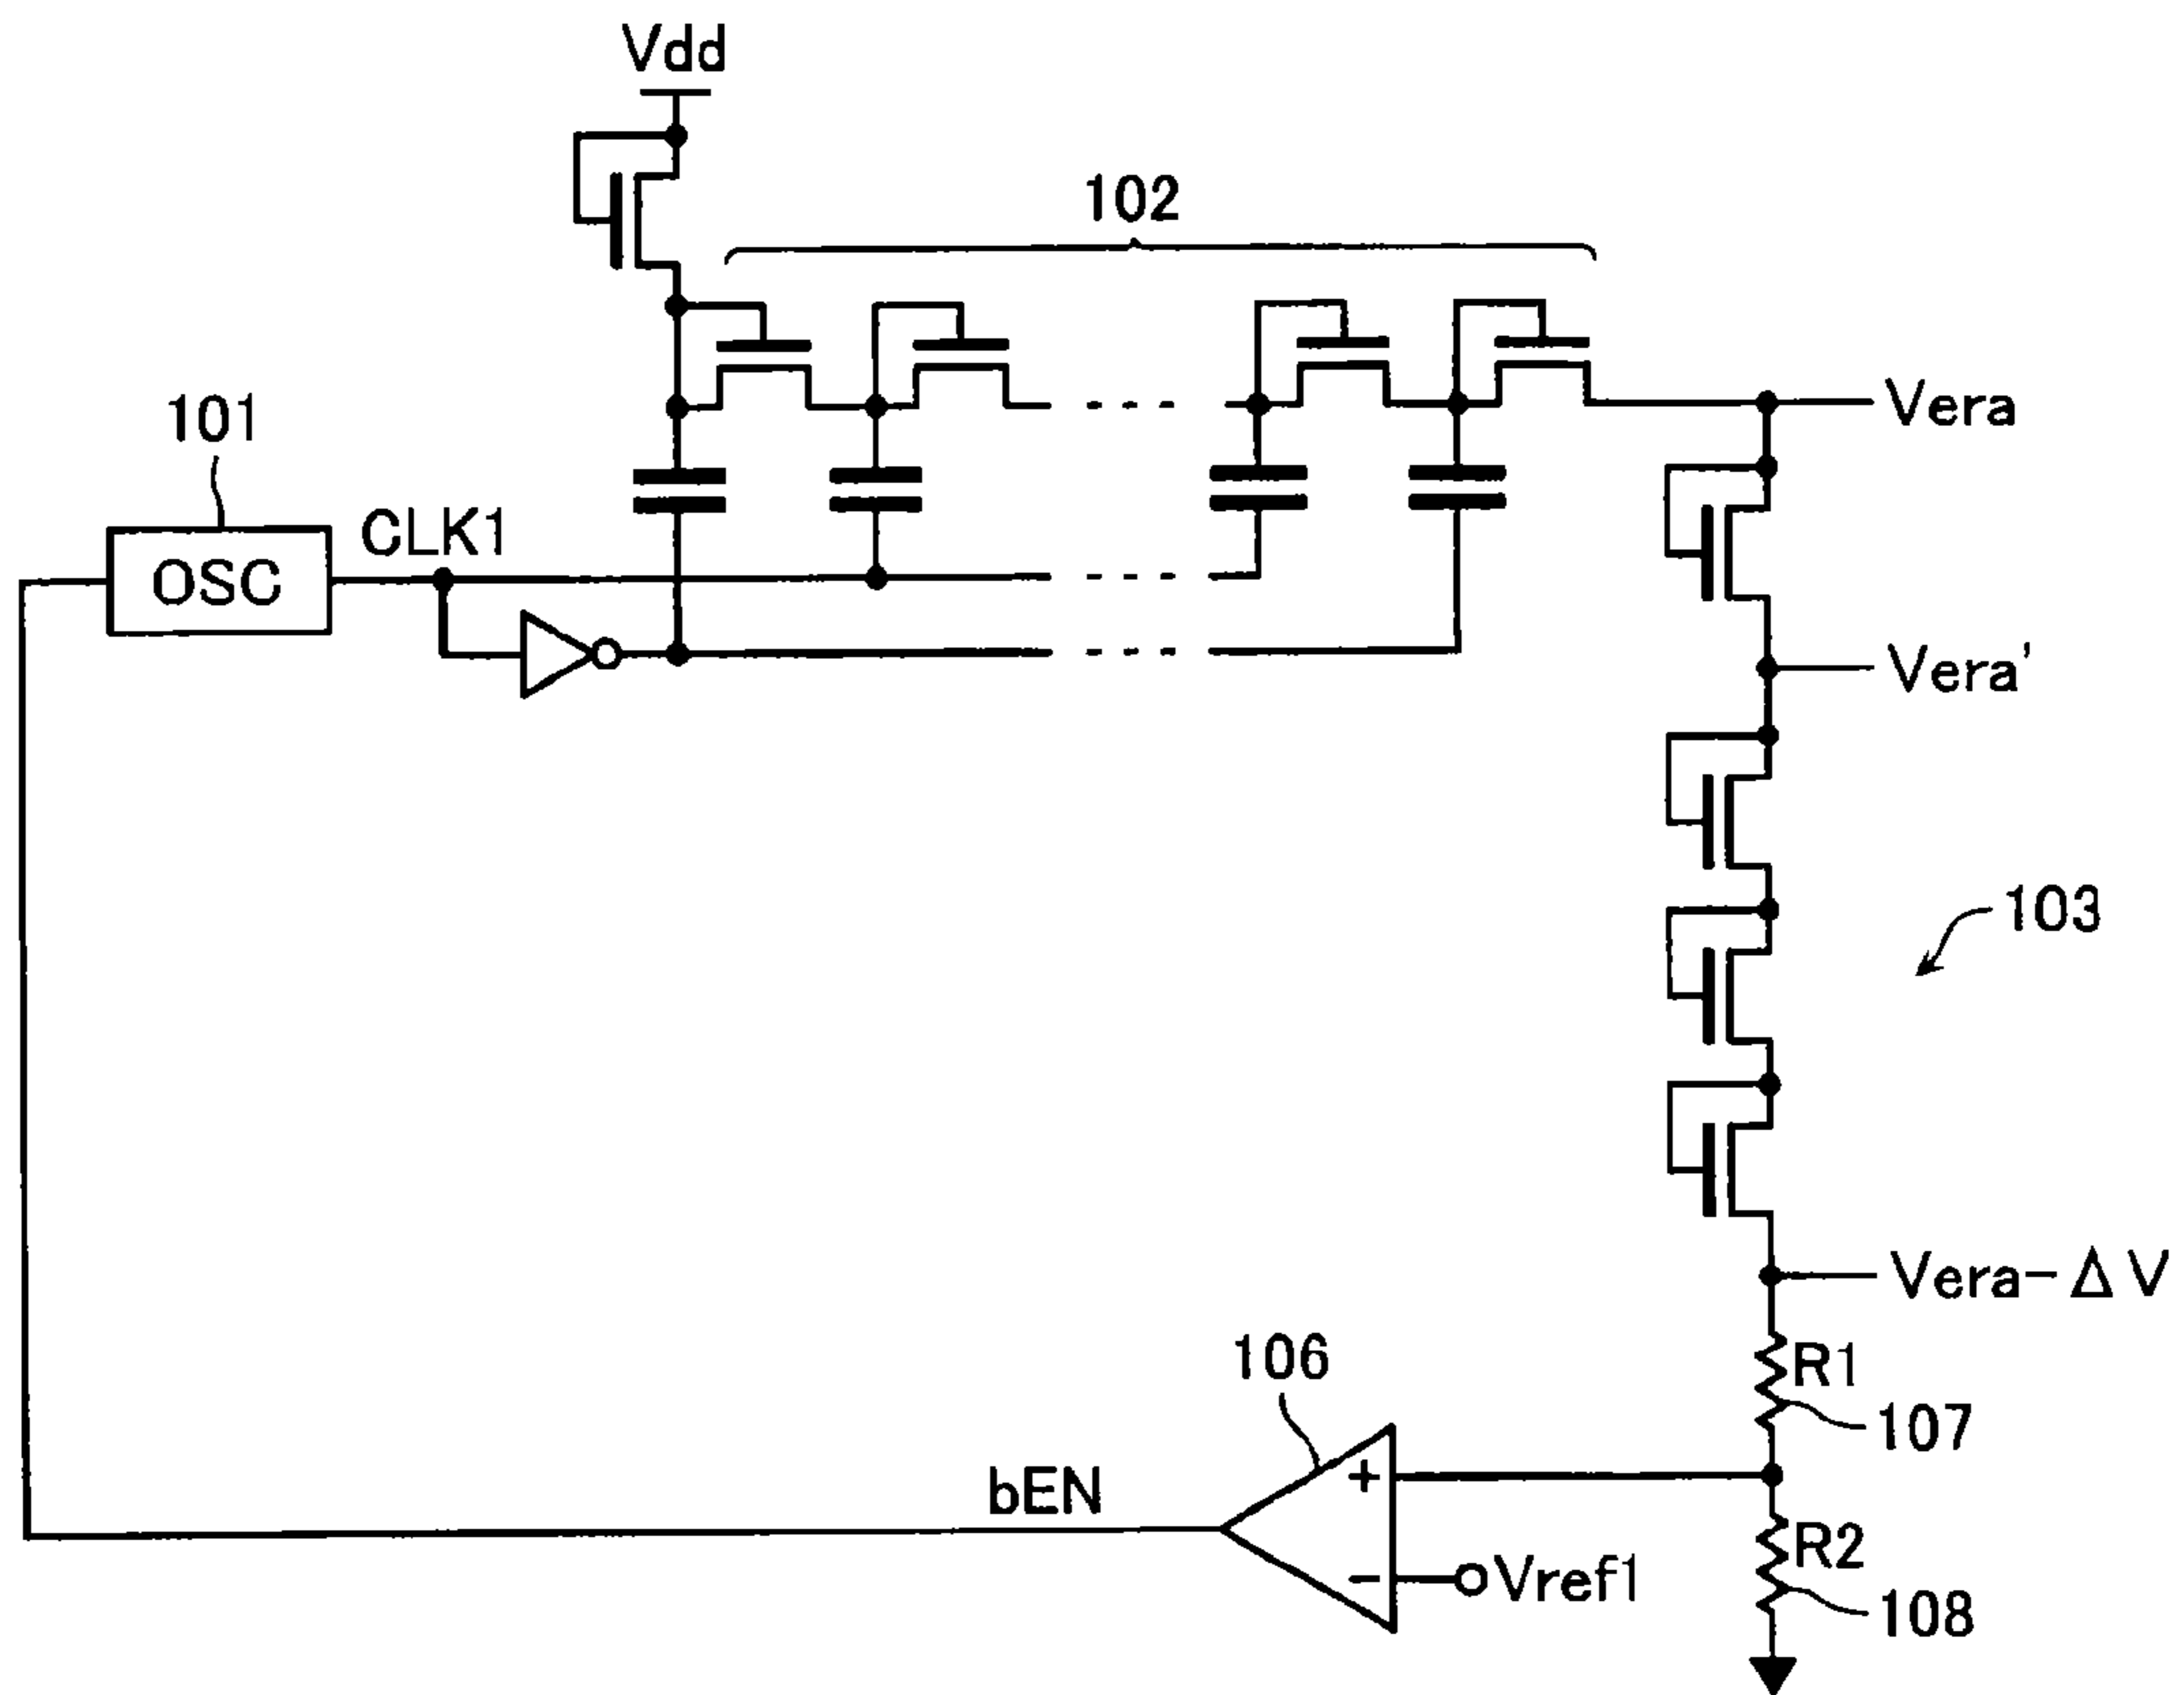 Vdd
102
101
Vera
CLK1
OSC
Vera'
103
Vera-ΔV
106
R1
107
bEN
+
R2
-
Vref1
108